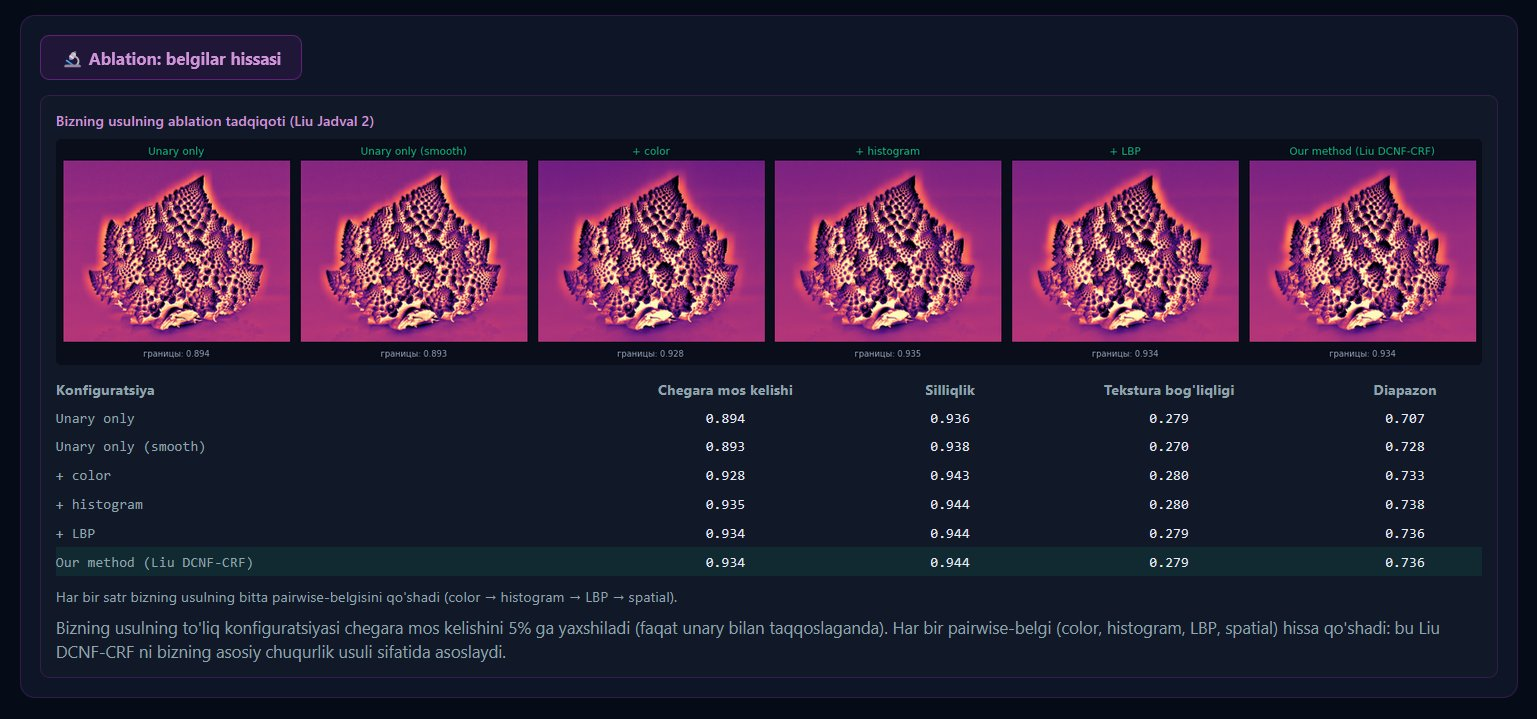 🔬 Ablation: belgilar hissasi
Bizning usulning ablation tadqiqoti (Liu Jadval 2)
Unary only Unary only (smooth) + color + histogram + LBP Our method (Liu DCNF-CRF)
границы: 0.894 границы: 0.893 границы: 0.928 границы: 0.935 границы: 0.934 границы: 0.934
Konfiguratsiya Chegara mos kelishi Silliqlik Tekstura bog'liqligi Diapazon
Unary only 0.894 0.936 0.279 0.707
Unary only (smooth) 0.893 0.938 0.270 0.728
+ color 0.928 0.943 0.280 0.733
+ histogram 0.935 0.944 0.280 0.738
+ LBP 0.934 0.944 0.279 0.736
Our method (Liu DCNF-CRF) 0.934 0.944 0.279 0.736
Har bir satr bizning usulning bitta pairwise-belgisini qo'shadi (color → histogram → LBP → spatial).
Bizning usulning to'liq konfiguratsiyasi chegara mos kelishini 5% ga yaxshiladi (faqat unary bilan taqqoslaganda). Har bir pairwise-belgi (color, histogram, LBP, spatial) hissa qo'shadi: bu Liu
DCNF-CRF ni bizning asosiy chuqurlik usuli sifatida asoslaydi.